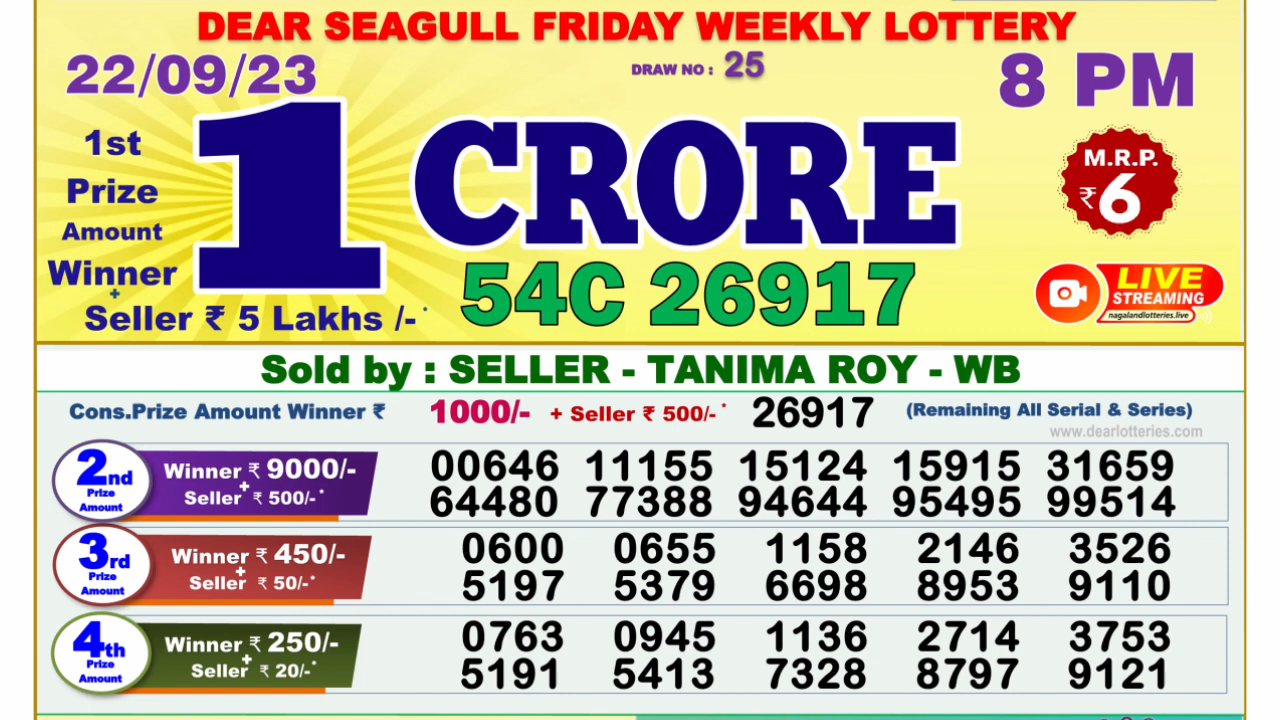 DEAR SEAGULL FRIDAY WEEKLY LOTTERY
22/09/23
DRAW NO : 25
8 PM
1st
Prize
Amount
Winner
+
Seller ₹ 5 Lakhs /-*
1 CRORE
54C 26917
M.R.P.
₹6
LIVE
STREAMING
nagalandlotteries.live
Sold by : SELLER - TANIMA ROY - WB
Cons.Prize Amount Winner ₹ 1000/- + Seller ₹ 500/-* 26917 (Remaining All Serial & Series)
www.dearlotteries.com
2nd
Prize
Amount
Winner ₹ 9000/-
+
Seller ₹ 500/-*
00646 11155 15124 15915 31659
64480 77388 94644 95495 99514
3rd
Prize
Amount
Winner ₹ 450/-
+
Seller ₹ 50/-*
0600 0655 1158 2146 3526
5197 5379 6698 8953 9110
4th
Prize
Amount
Winner ₹ 250/-
+
Seller ₹ 20/-*
0763 0945 1136 2714 3753
5191 5413 7328 8797 9121